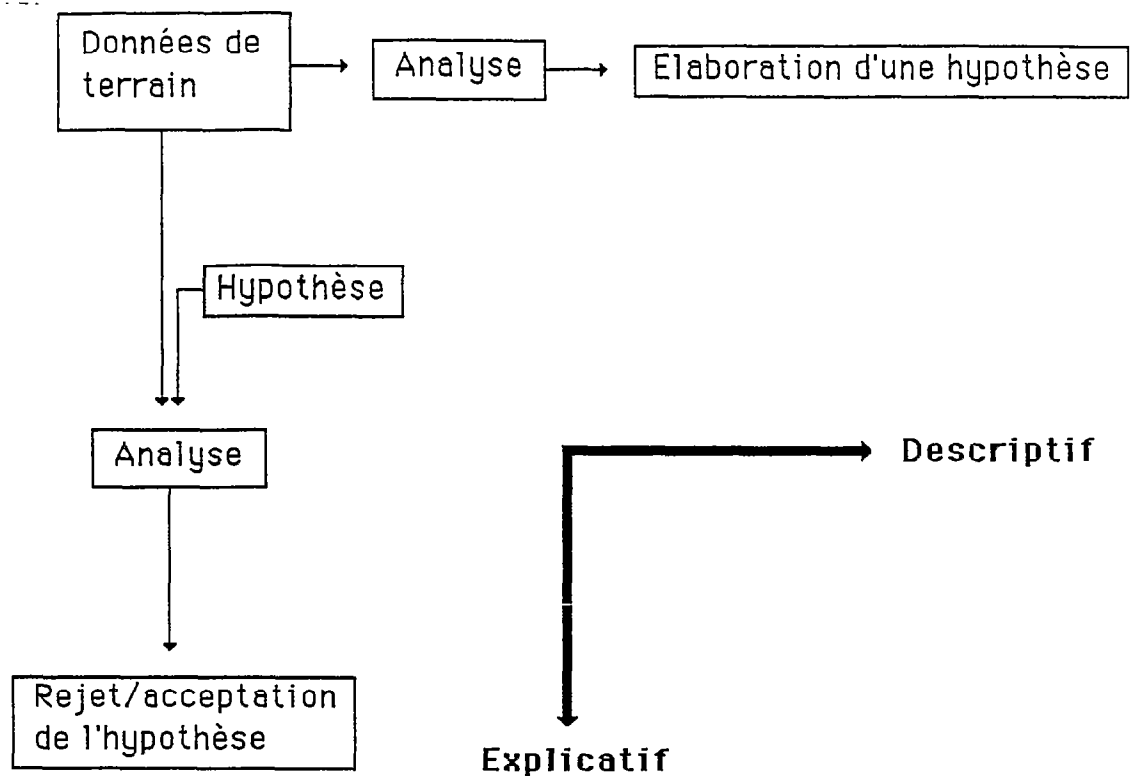 Données de
terrain
Analyse
Elaboration d'une hypothèse
Hypothèse
Analyse
Descriptif
Rejet/acceptation
de l'hypothèse
Explicatif